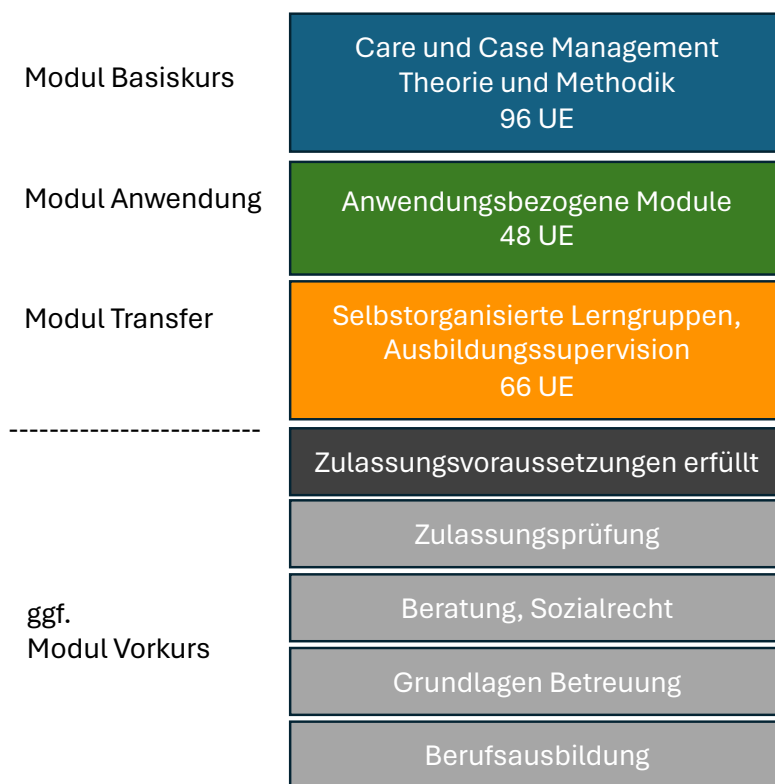 Modul Basiskurs
Care und Case Management
Theorie und Methodik
96 UE
Modul Anwendung
Anwendungsbezogene Module
48 UE
Modul Transfer
Selbstorganisierte Lerngruppen,
Ausbildungssupervision
66 UE
Zulassungsvoraussetzungen erfüllt
Zulassungsprüfung
ggf.
Modul Vorkurs
Beratung, Sozialrecht
Grundlagen Betreuung
Berufsausbildung